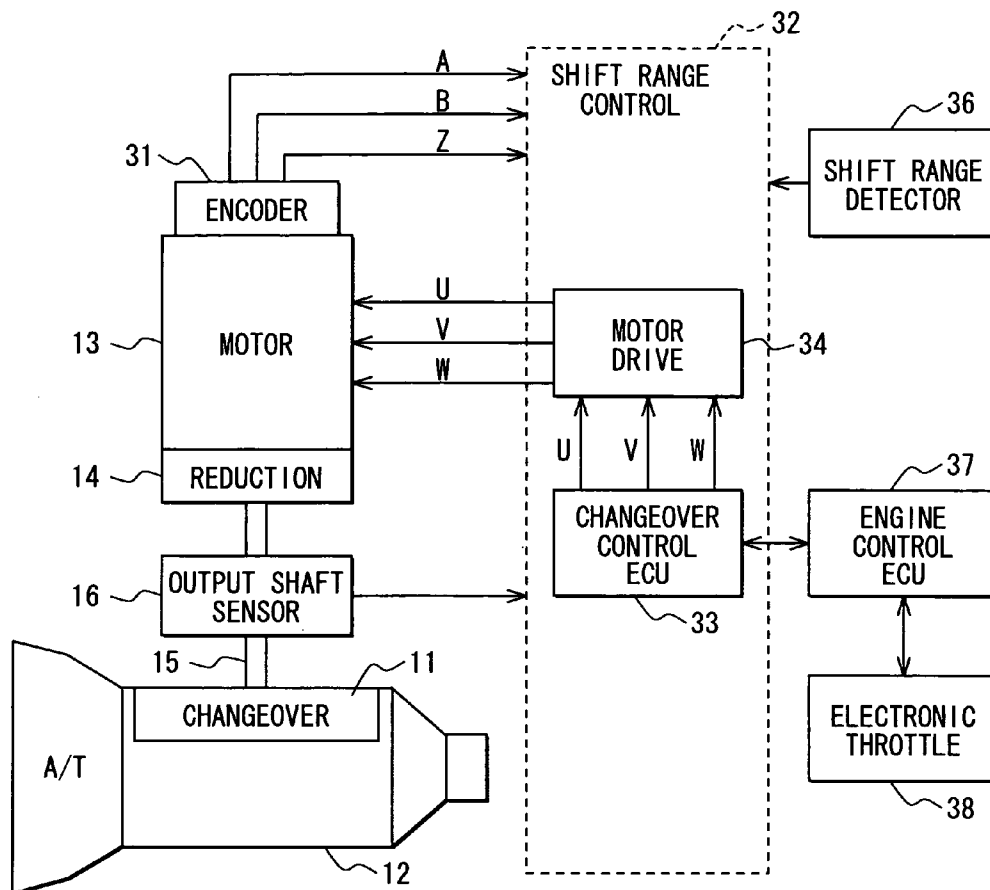 32
A
SHIFT RANGE
CONTROL
B
Z
36
SHIFT RANGE
DETECTOR
31
ENCODER
13
MOTOR
U
V
W
MOTOR
DRIVE
34
U V W
14
REDUCTION
CHANGEOVER
CONTROL
ECU
33
37
ENGINE
CONTROL
ECU
16
OUTPUT SHAFT
SENSOR
15
11
CHANGEOVER
A/T
12
ELECTRONIC
THROTTLE
38